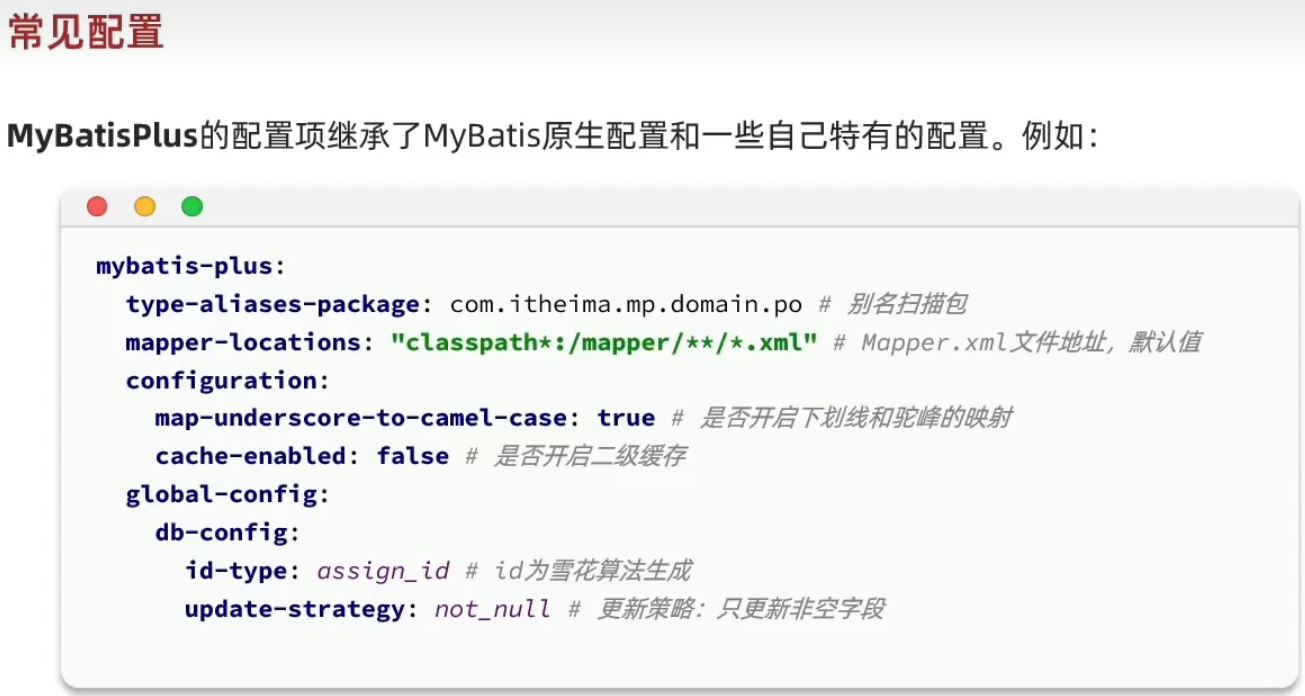 常见配置
MyBatisPlus的配置项继承了MyBatis原生配置和一些自己特有的配置。例如：
mybatis-plus:
  type-aliases-package: com.itheima.mp.domain.po # 别名扫描包
  mapper-locations: "classpath*:/mapper/**/*.xml" # Mapper.xml文件地址，默认值
  configuration:
    map-underscore-to-camel-case: true # 是否开启下划线和驼峰的映射
    cache-enabled: false # 是否开启二级缓存
  global-config:
    db-config:
      id-type: assign_id # id为雪花算法生成
      update-strategy: not_null # 更新策略：只更新非空字段